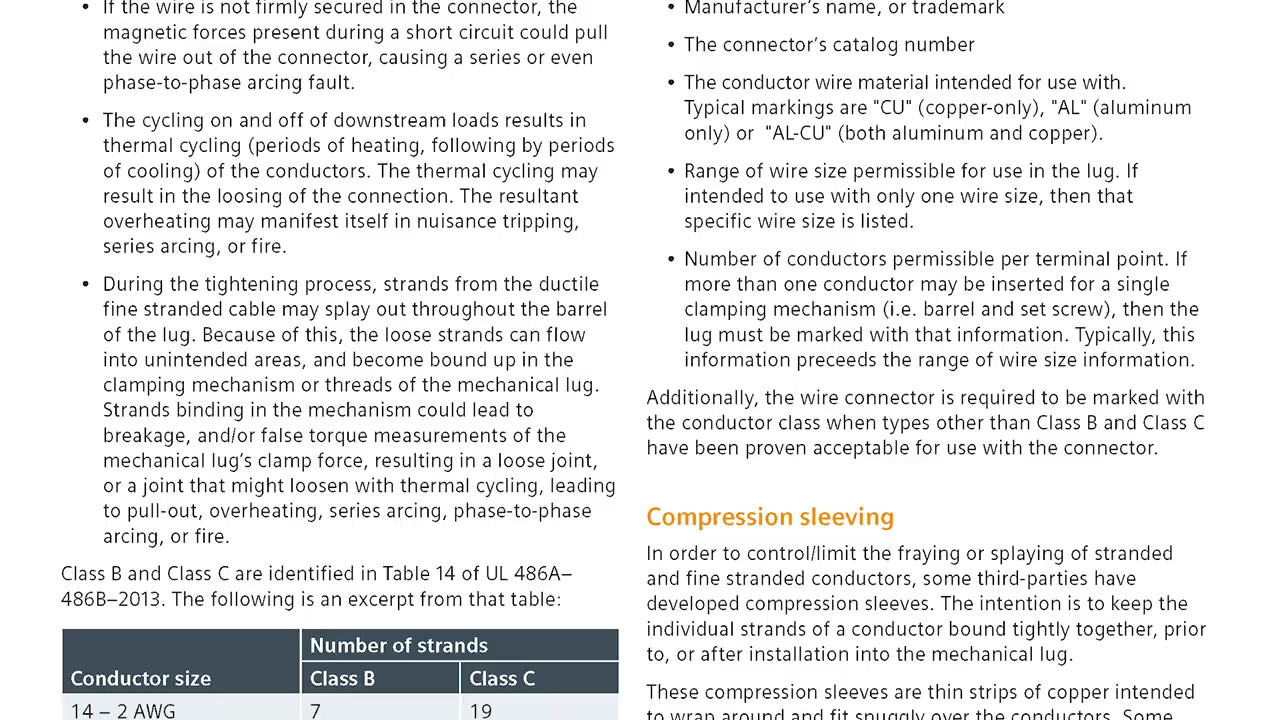 • If the wire is not firmly secured in the connector, the
magnetic forces present during a short circuit could pull
the wire out of the connector, causing a series or even
phase-to-phase arcing fault.
• The cycling on and off of downstream loads results in
thermal cycling (periods of heating, following by periods
of cooling) of the conductors. The thermal cycling may
result in the loosing of the connection. The resultant
overheating may manifest itself in nuisance tripping,
series arcing, or fire.
• During the tightening process, strands from the ductile
fine stranded cable may splay out throughout the barrel
of the lug. Because of this, the loose strands can flow
into unintended areas, and become bound up in the
clamping mechanism or threads of the mechanical lug.
Strands binding in the mechanism could lead to
breakage, and/or false torque measurements of the
mechanical lug's clamp force, resulting in a loose joint,
or a joint that might loosen with thermal cycling, leading
to pull-out, overheating, series arcing, phase-to-phase
arcing, or fire.
Class B and Class C are identified in Table 14 of UL 486A–
486B–2013. The following is an excerpt from that table:
Number of strands
Conductor size Class B Class C
14 – 2 AWG 7 19
• Manufacturer's name, or trademark
• The connector's catalog number
• The conductor wire material intended for use with.
Typical markings are "CU" (copper-only), "AL" (aluminum
only) or "AL-CU" (both aluminum and copper).
• Range of wire size permissible for use in the lug. If
intended to use with only one wire size, then that
specific wire size is listed.
• Number of conductors permissible per terminal point. If
more than one conductor may be inserted for a single
clamping mechanism (i.e. barrel and set screw), then the
lug must be marked with that information. Typically, this
information preceeds the range of wire size information.
Additionally, the wire connector is required to be marked with
the conductor class when types other than Class B and Class C
have been proven acceptable for use with the connector.
Compression sleeving
In order to control/limit the fraying or splaying of stranded
and fine stranded conductors, some third-parties have
developed compression sleeves. The intention is to keep the
individual strands of a conductor bound tightly together, prior
to, or after installation into the mechanical lug.
These compression sleeves are thin strips of copper intended
to wrap around and fit snuggly over the conductors. Some